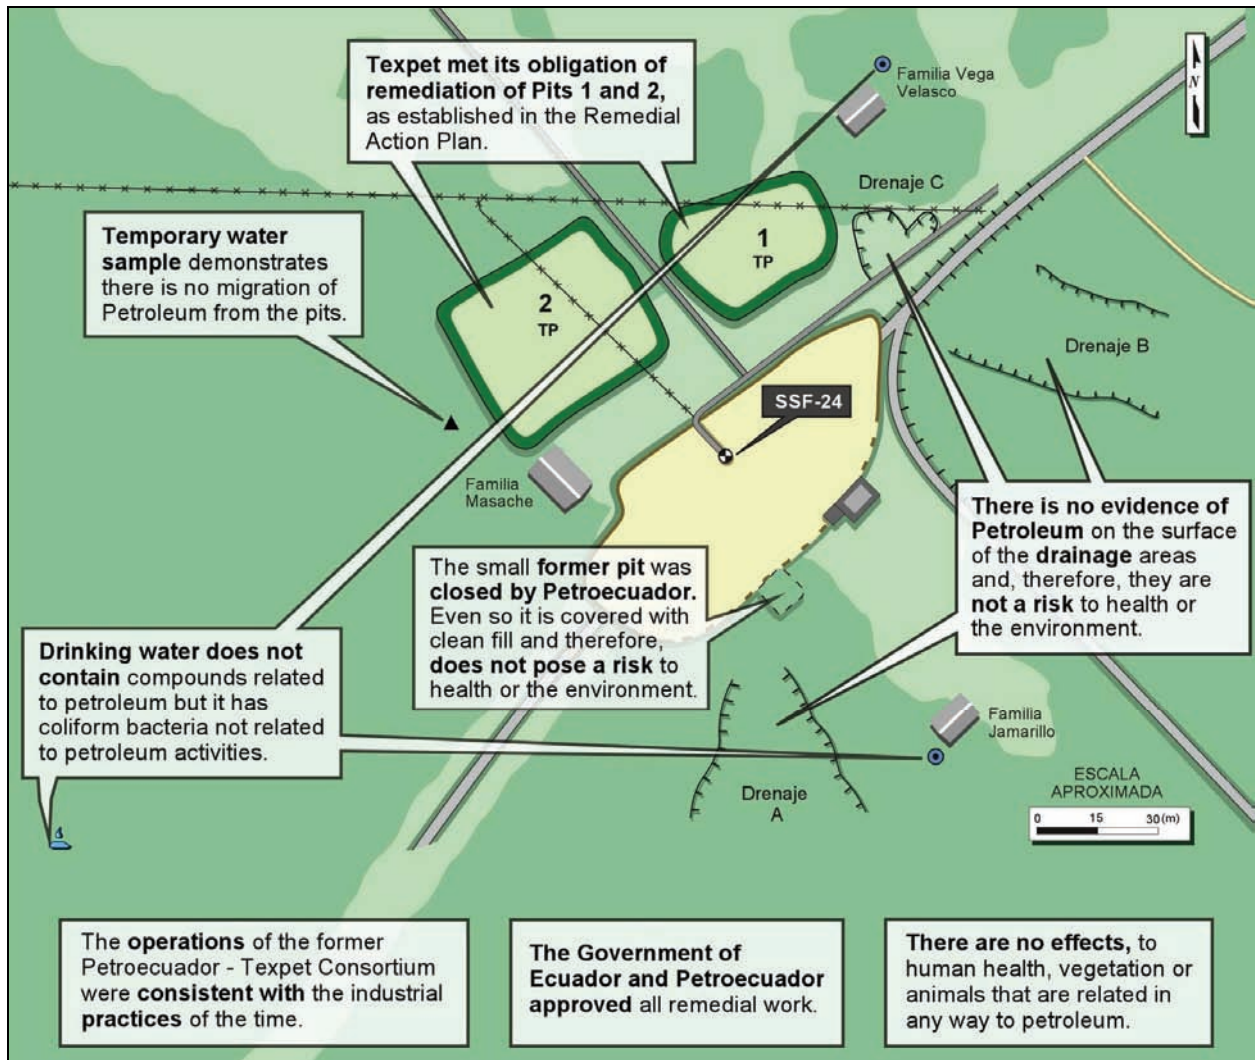 Texpet met its obligation of
remediation of Pits 1 and 2,
as established in the Remedial
Action Plan.
Familia Vega
Velasco
N
Drenaje C
Temporary water
sample demonstrates
there is no migration of
Petroleum from the pits.
1
TP
2
TP
Drenaje B
SSF-24
Familia
Masache
There is no evidence of
Petroleum on the surface
of the drainage areas
and, therefore, they are
not a risk to health or
the environment.
The small former pit was
closed by Petroecuador.
Even so it is covered with
clean fill and therefore,
does not pose a risk to
health or the environment.
Drinking water does not
contain compounds related
to petroleum but it has
coliform bacteria not related
to petroleum activities.
Familia
Jamarillo
Drenaje
A
ESCALA
APROXIMADA
0 15 30 (m)
The operations of the former
Petroecuador - Texpet Consortium
were consistent with the industrial
practices of the time.
The Government of
Ecuador and Petroecuador
approved all remedial work.
There are no effects, to
human health, vegetation or
animals that are related in
any way to petroleum.